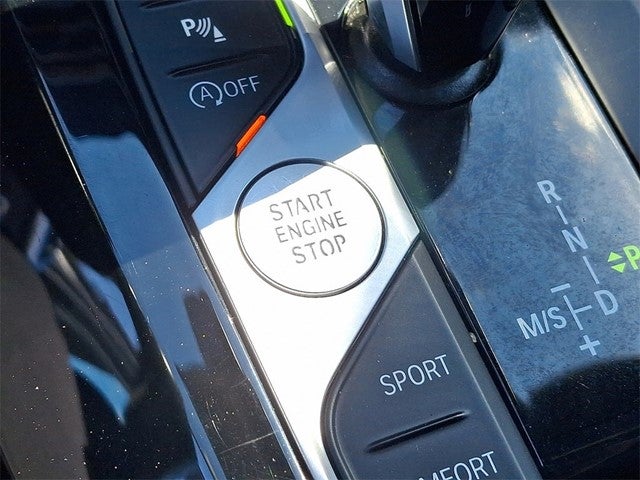 P
A OFF
START
ENGINE
STOP
R
N
P
M/S
D
SPORT